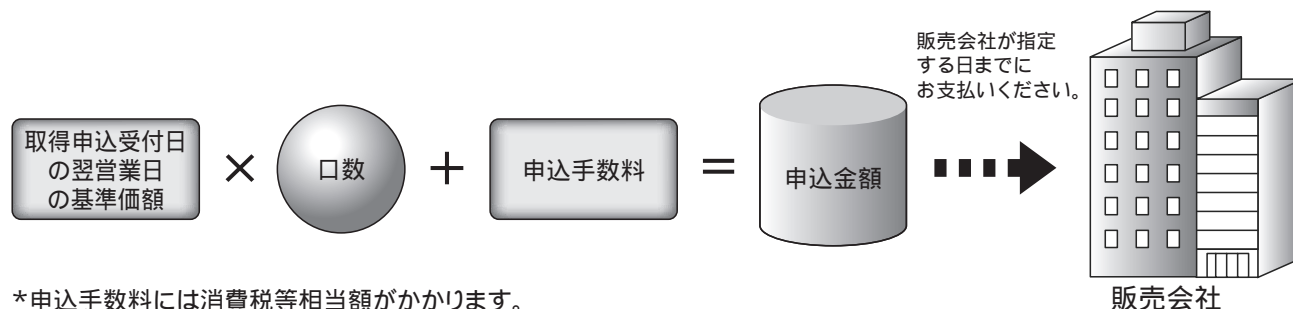 販売会社が指定
する日までに
お支払いください。
取得申込受付日
の翌営業日
の基準価額
×
口数
+
申込手数料
=
申込金額
*申込手数料には消費税等相当額がかかります。
販売会社